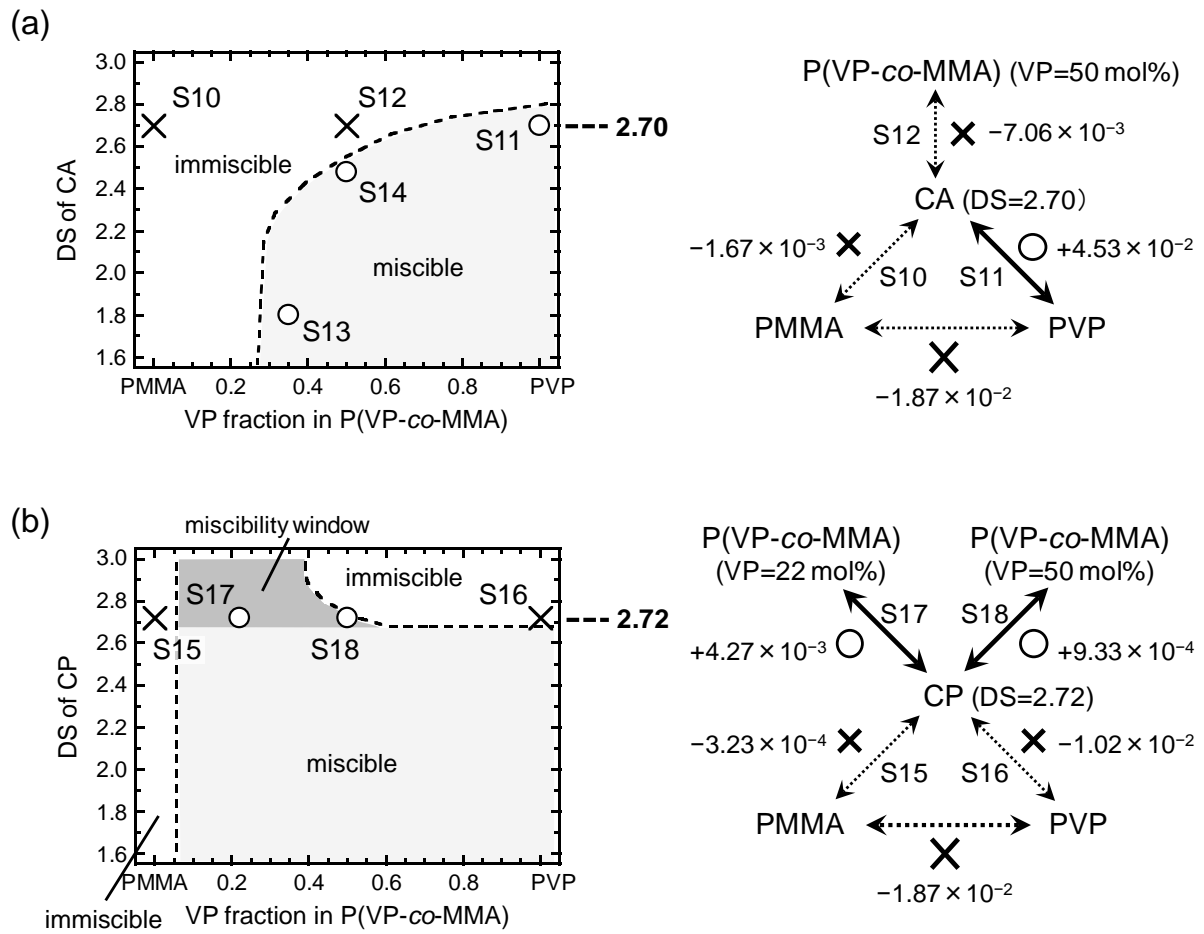 (a)
3.0
2.8
2.6
2.4
2.2
2.0
1.8
1.6
DS of CA
S10
S12
S11
2.70
immiscible
S14
miscible
S13
PMMA 0.2 0.4 0.6 0.8 PVP
VP fraction in P(VP-co-MMA)
P(VP-co-MMA) (VP=50 mol%)
S12
−7.06 × 10⁻³
CA (DS=2.70)
−1.67 × 10⁻³
+4.53 × 10⁻²
S10
S11
PMMA
PVP
−1.87 × 10⁻²
(b)
miscibility window
3.0
2.8
2.6
2.4
2.2
2.0
1.8
1.6
DS of CP
immiscible
S17
S16
2.72
S15
S18
miscible
PMMA 0.2 0.4 0.6 0.8 PVP
immiscible
VP fraction in P(VP-co-MMA)
P(VP-co-MMA)
(VP=22 mol%)
P(VP-co-MMA)
(VP=50 mol%)
S17
S18
+4.27 × 10⁻³
+9.33 × 10⁻⁴
CP (DS=2.72)
−3.23 × 10⁻⁴
−1.02 × 10⁻²
S15
S16
PMMA
PVP
−1.87 × 10⁻²